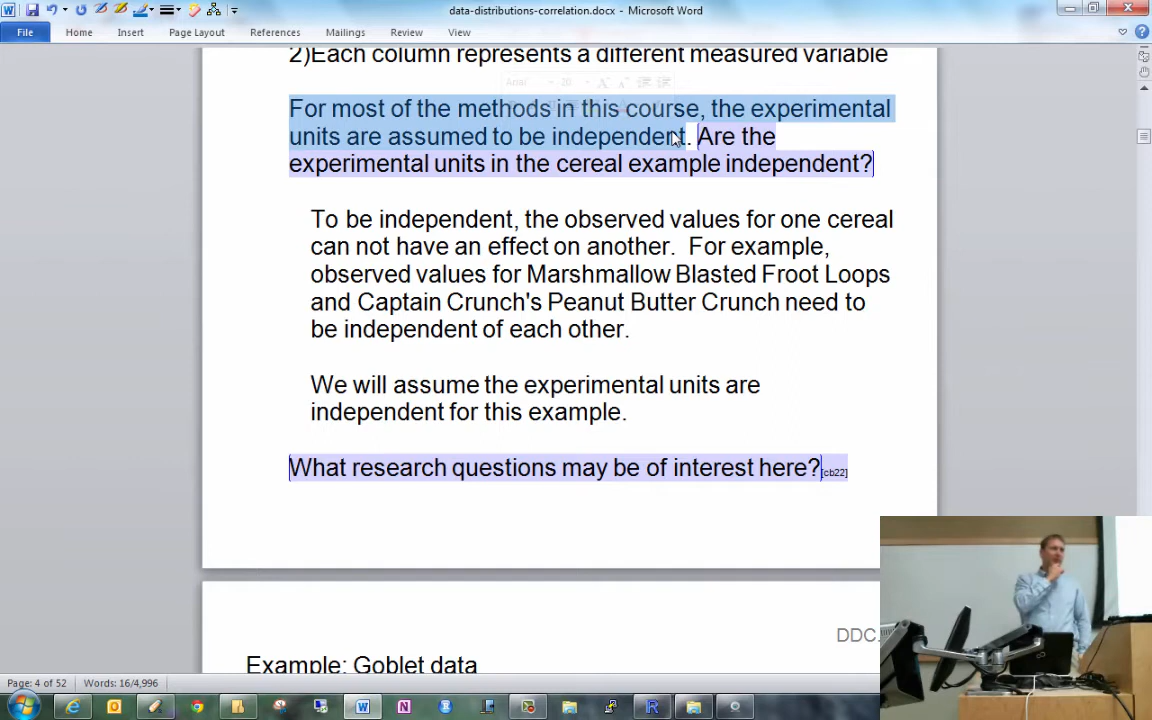 data-distributions-correlation.docx - Microsoft Word
File Home Insert Page Layout References Mailings Review View
2)Each column represents a different measured variable
For most of the methods in this course, the experimental
units are assumed to be independent. Are the
experimental units in the cereal example independent?
To be independent, the observed values for one cereal
can not have an effect on another. For example,
observed values for Marshmallow Blasted Froot Loops
and Captain Crunch's Peanut Butter Crunch need to
be independent of each other.
We will assume the experimental units are
independent for this example.
What research questions may be of interest here?[cb22]
DDC.
Example: Goblet data
Page: 4 of 52 Words: 16/4,996